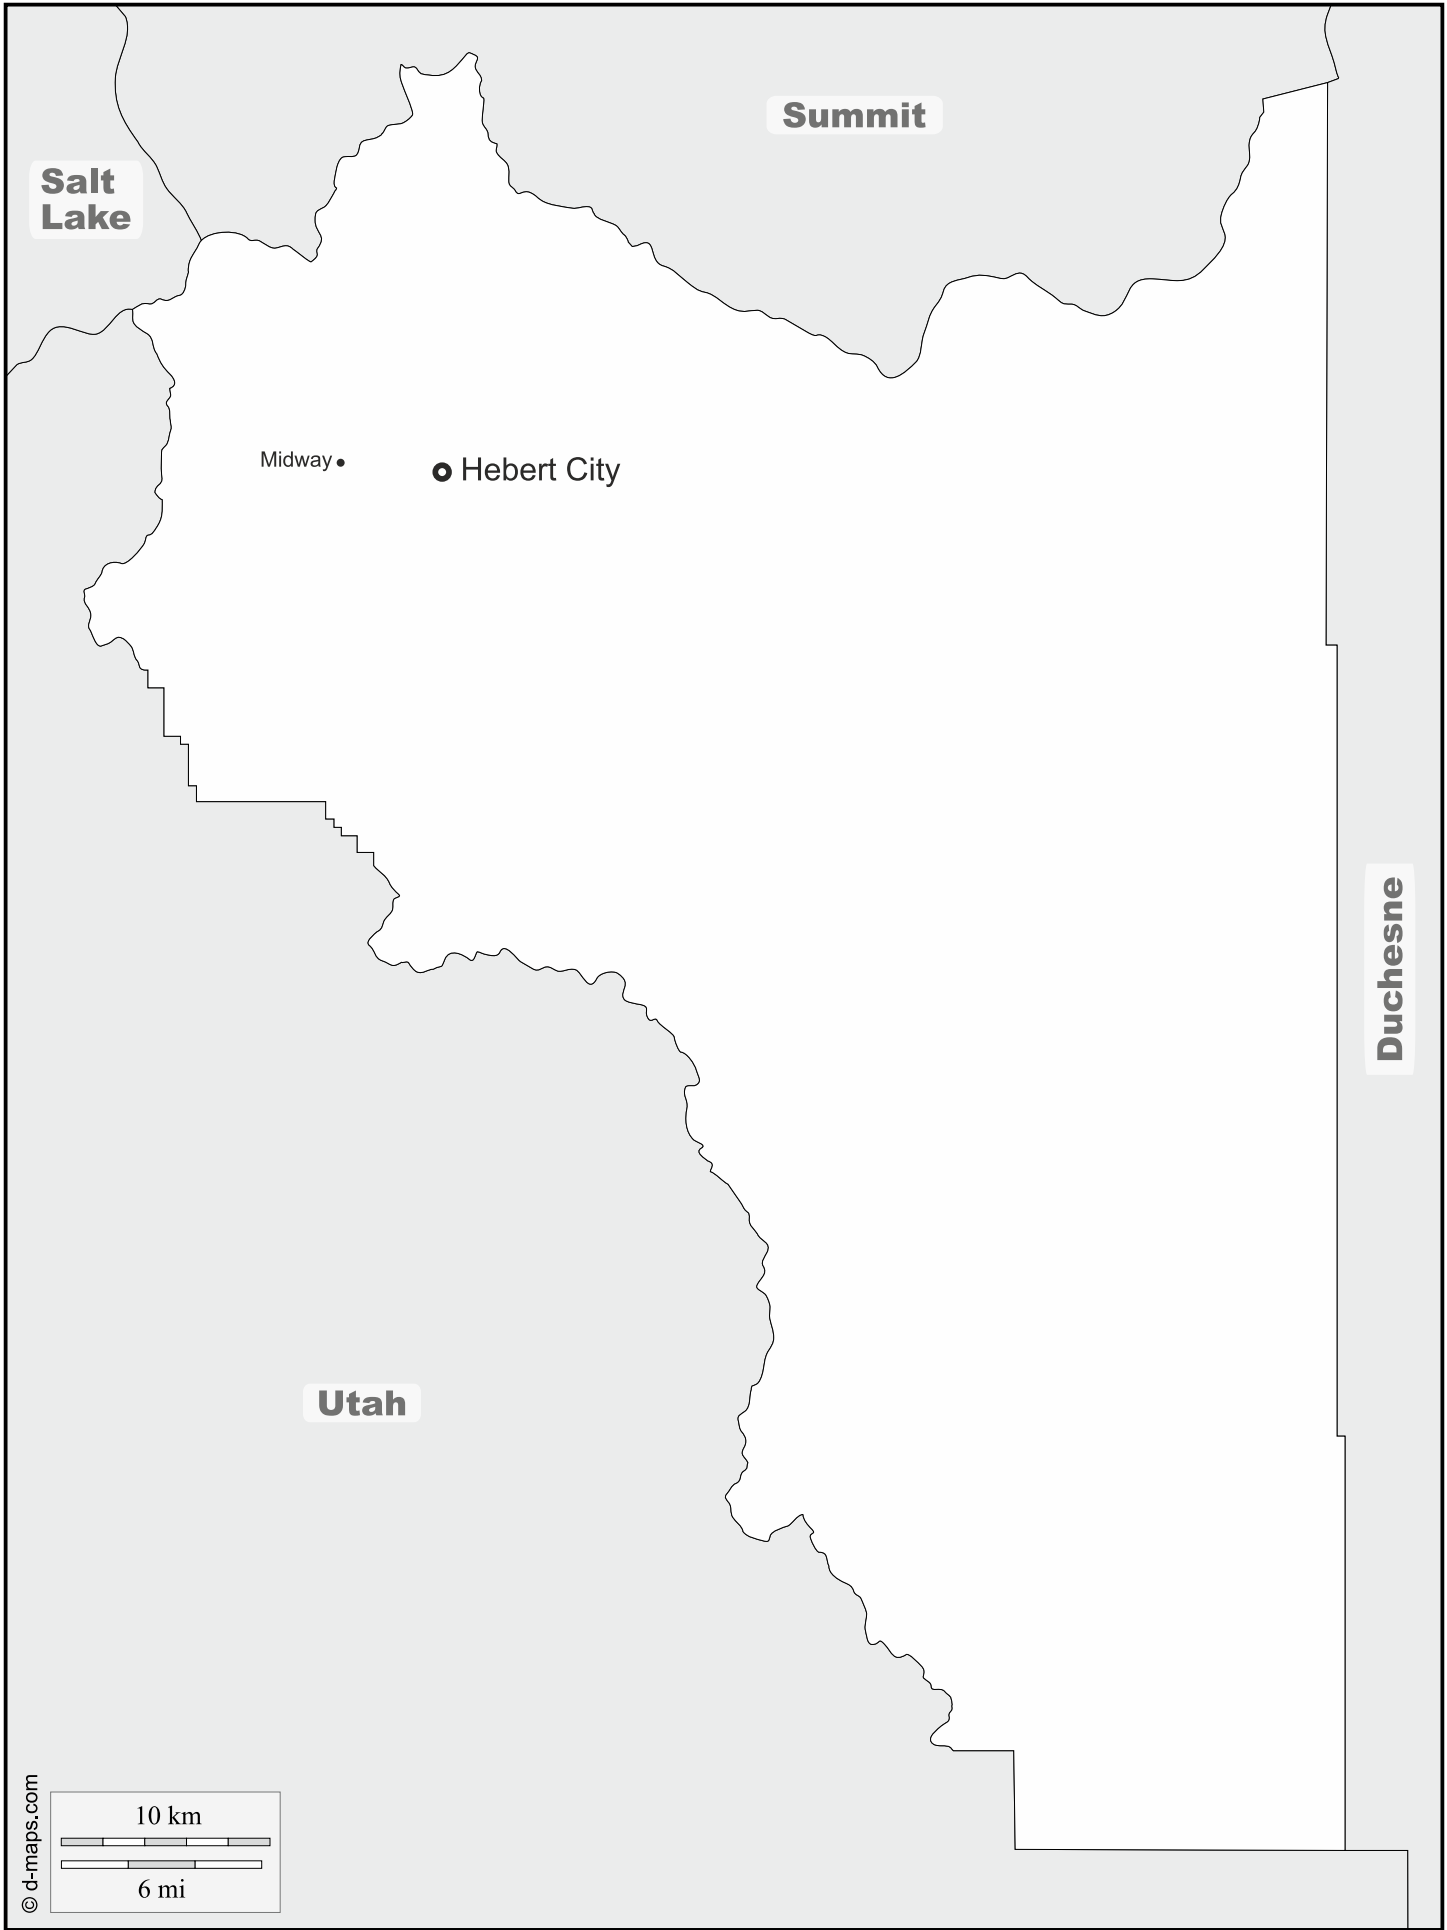 Summit
Salt
Lake
Midway
Hebert City
Duchesne
Utah
10 km
6 mi
© d-maps.com